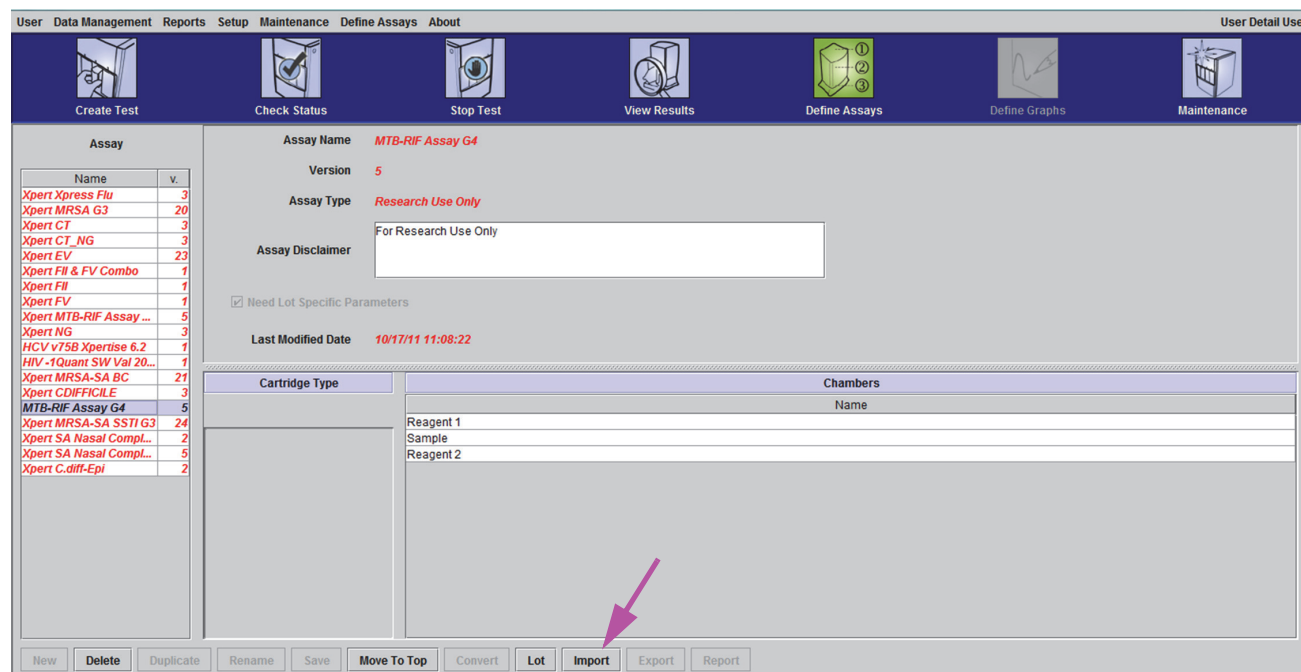 User Data Management Reports Setup Maintenance Define Assays About User Detail Use
Create Test Check Status Stop Test View Results Define Assays Define Graphs Maintenance
1
2
3
Assay
Name v.
Xpert Xpress Flu 3
Xpert MRSA G3 20
Xpert CT 3
Xpert CT_NG 3
Xpert EV 23
Xpert FII & FV Combo 1
Xpert FII 1
Xpert FV 1
Xpert MTB-RIF Assay ... 5
Xpert NG 3
HCV v75B Xpertise 6.2 1
HIV -1Quant SW Val 20... 1
Xpert MRSA-SA BC 21
Xpert CDIFFICILE 3
MTB-RIF Assay G4 5
Xpert MRSA-SA SSTI G3 24
Xpert SA Nasal Compl... 2
Xpert SA Nasal Compl... 5
Xpert C.diff-Epi 2
Assay Name MTB-RIF Assay G4
Version 5
Assay Type Research Use Only
Assay Disclaimer For Research Use Only
Need Lot Specific Parameters
Last Modified Date 10/17/11 11:08:22
Cartridge Type
Chambers
Name
Reagent 1
Sample
Reagent 2
New Delete Duplicate Rename Save Move To Top Convert Lot Import Export Report